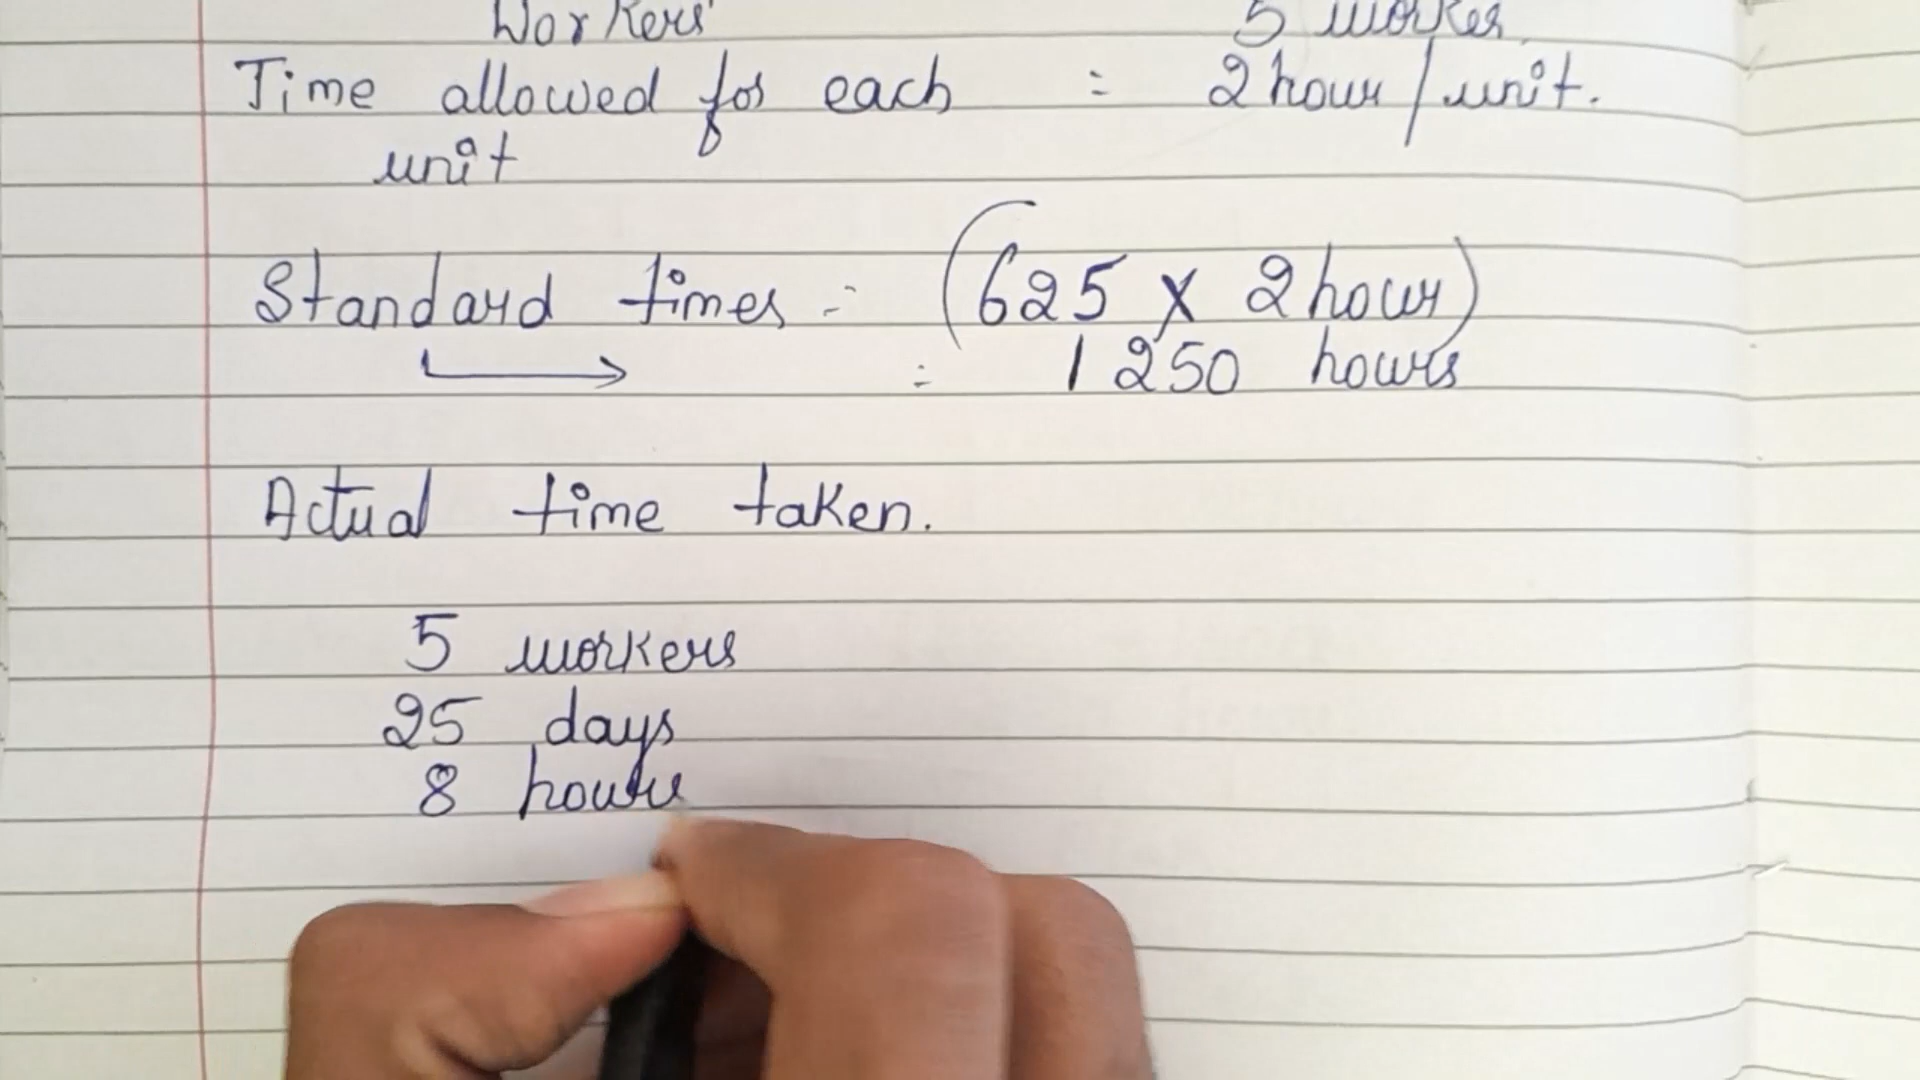 Workers
5 worker
Time allowed for each = 2 hour / unit.
unit
Standard times = (625 x 2 hour)
= 1250 hours
Actual time taken.
5 workers
25 days
8 hours